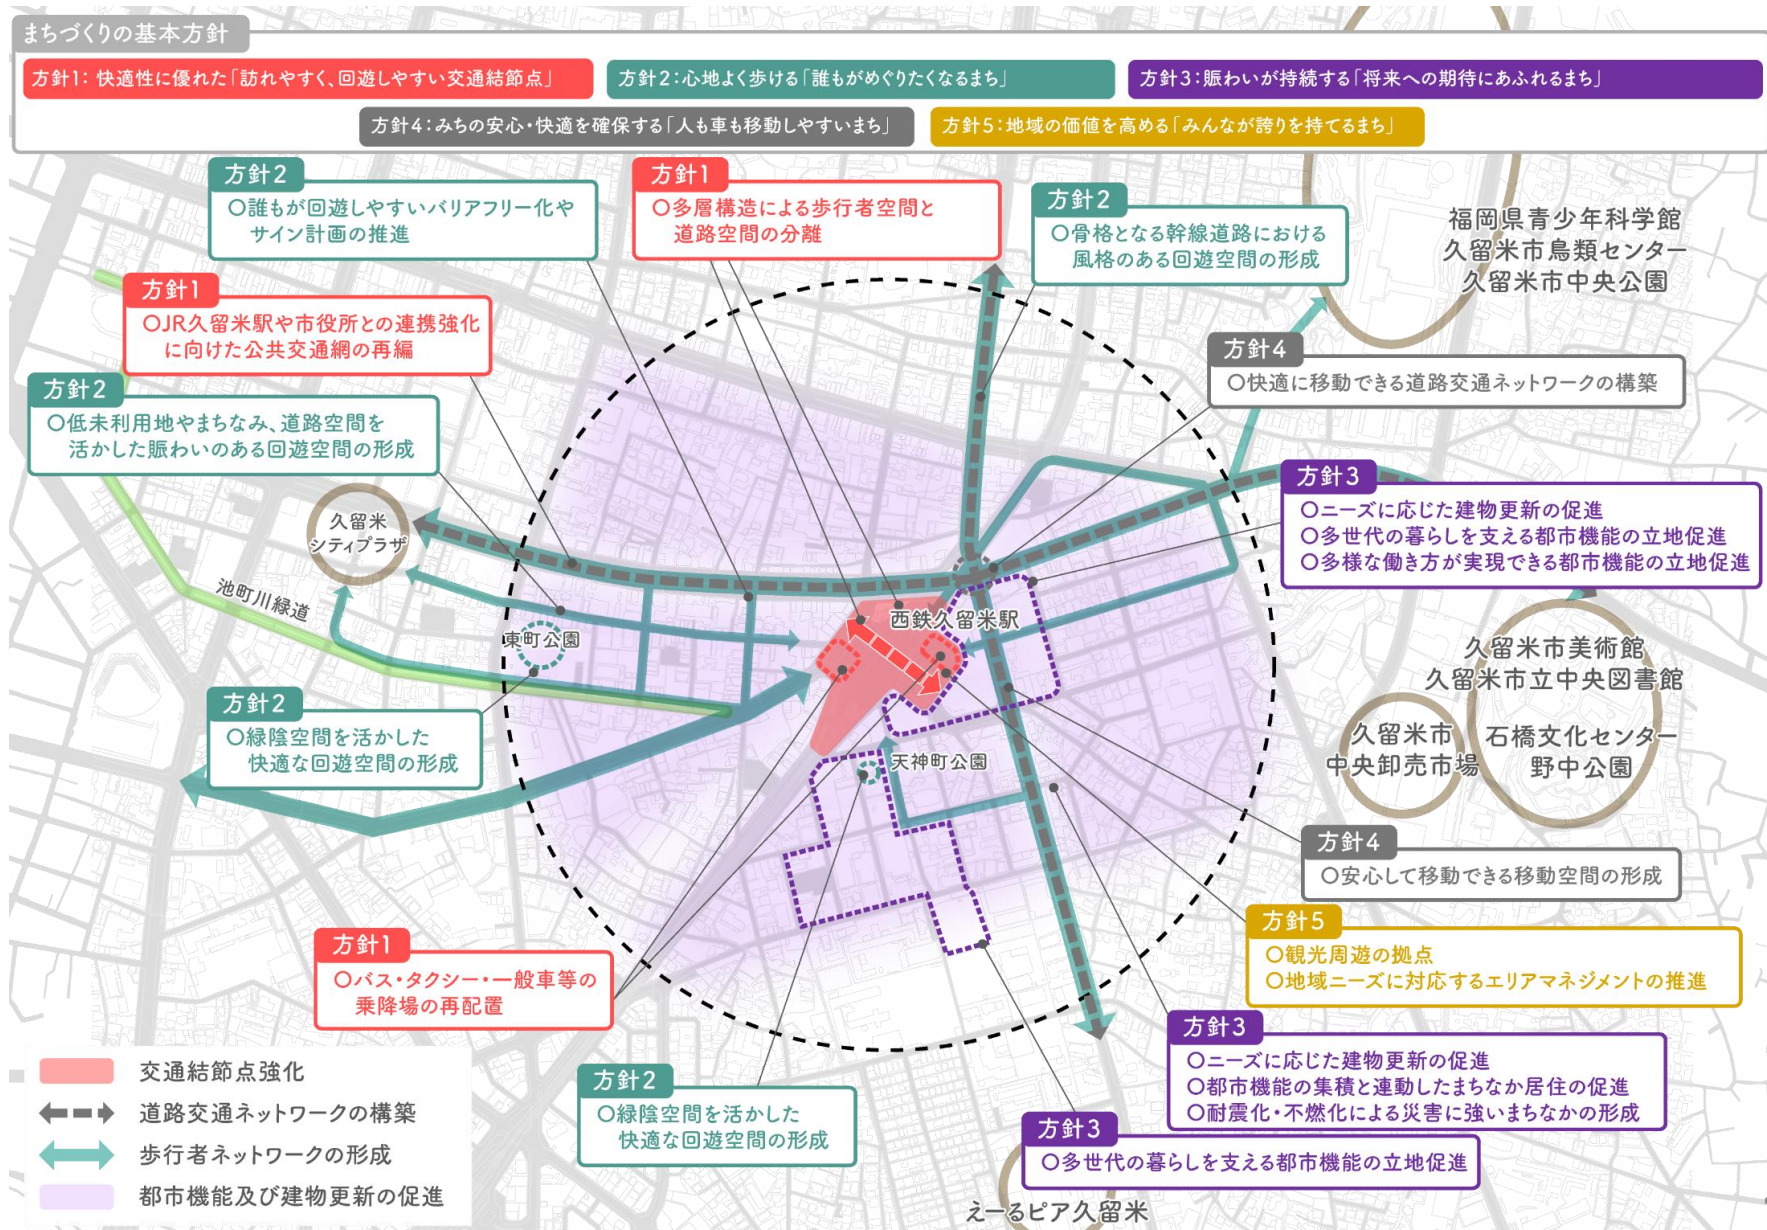 まちづくりの基本方針
方針1：快適性に優れた「訪れやすく、回遊しやすい交通結節点」
方針2：心地よく歩ける「誰もがめぐりたくなるまち」
方針3：賑わいが持続する「将来への期待にあふれるまち」
方針4：みちの安心・快適を確保する「人も車も移動しやすいまち」
方針5：地域の価値を高める「みんなが誇りを持てるまち」
方針2
○誰もが回遊しやすいバリアフリー化や
サイン計画の推進
方針1
○多層構造による歩行者空間と
道路空間の分離
方針2
○骨格となる幹線道路における
風格のある回遊空間の形成
福岡県青少年科学館
久留米市鳥類センター
久留米市中央公園
方針1
○JR久留米駅や市役所との連携強化
に向けた公共交通網の再編
方針4
○快適に移動できる道路交通ネットワークの構築
方針2
○低未利用地やまちなみ、道路空間を
活かした賑わいのある回遊空間の形成
方針3
○ニーズに応じた建物更新の促進
○多世代の暮らしを支える都市機能の立地促進
○多様な働き方が実現できる都市機能の立地促進
久留米
シティプラザ
池町川緑道
東町公園
西鉄久留米駅
久留米市美術館
久留米市立中央図書館
石橋文化センター
野中公園
久留米市
中央卸売市場
方針2
○緑陰空間を活かした
快適な回遊空間の形成
天神町公園
方針4
○安心して移動できる移動空間の形成
方針5
○観光周遊の拠点
○地域ニーズに対応するエリアマネジメントの推進
方針1
○バス・タクシー・一般車等の
乗降場の再配置
方針3
○ニーズに応じた建物更新の促進
○都市機能の集積と連動したまちなか居住の促進
○耐震化・不燃化による災害に強いまちなかの形成
方針2
○緑陰空間を活かした
快適な回遊空間の形成
方針3
○多世代の暮らしを支える都市機能の立地促進
えーるピア久留米
交通結節点強化
道路交通ネットワークの構築
歩行者ネットワークの形成
都市機能及び建物更新の促進